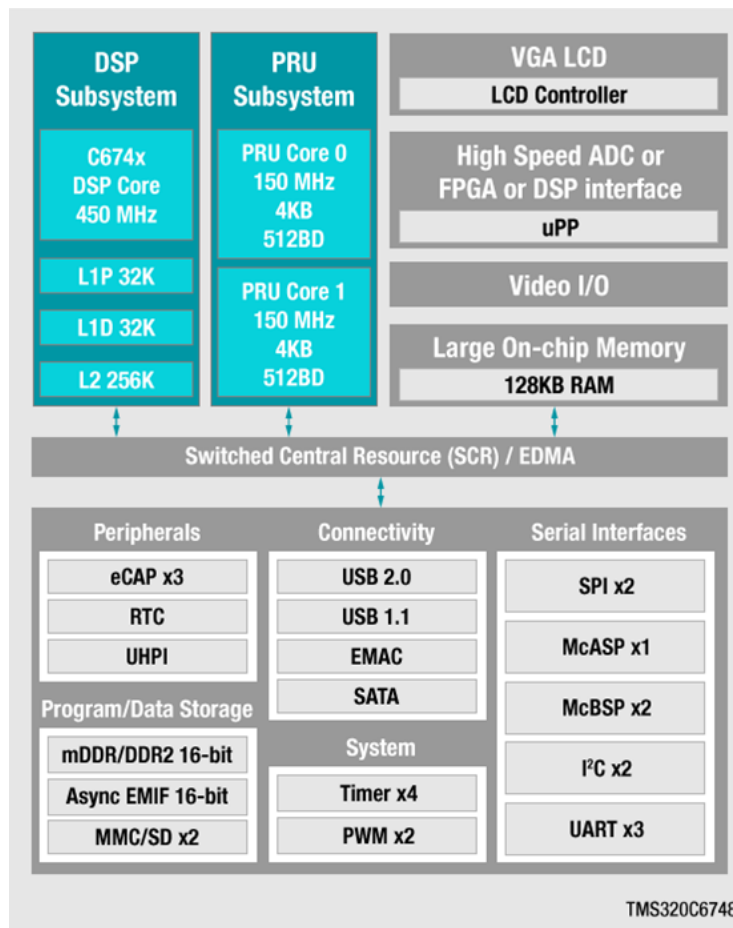 DSP
Subsystem
C674x
DSP Core
450 MHz
L1P 32K
L1D 32K
L2 256K
PRU
Subsystem
PRU Core 0
150 MHz
4KB
512BD
PRU Core 1
150 MHz
4KB
512BD
VGA LCD
LCD Controller
High Speed ADC or
FPGA or DSP interface
uPP
Video I/O
Large On-chip Memory
128KB RAM
Switched Central Resource (SCR) / EDMA
Peripherals
eCAP x3
RTC
UHPI
Program/Data Storage
mDDR/DDR2 16-bit
Async EMIF 16-bit
MMC/SD x2
Connectivity
USB 2.0
USB 1.1
EMAC
SATA
System
Timer x4
PWM x2
Serial Interfaces
SPI x2
McASP x1
McBSP x2
I²C x2
UART x3
TMS320C6748